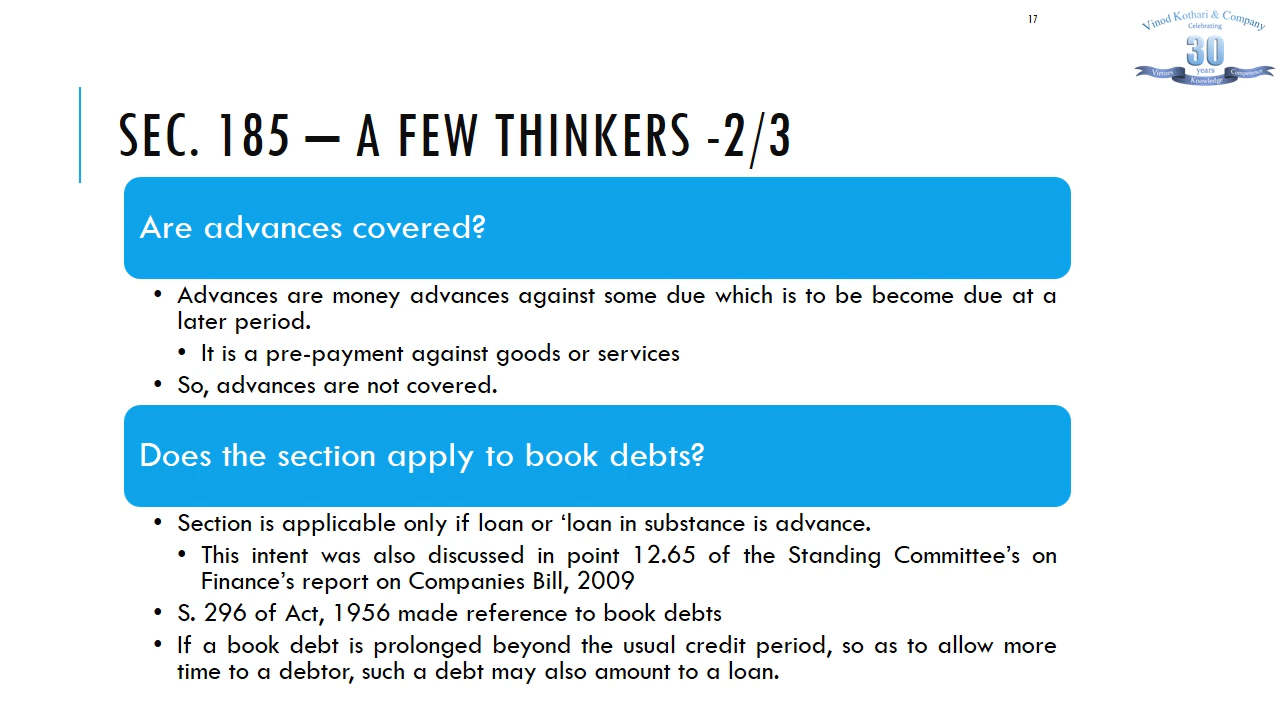 17
Vinod Kothari & Company
Celebrating
30
years
Virtues Knowledge Competence
SEC. 185 – A FEW THINKERS -2/3
Are advances covered?
• Advances are money advances against some due which is to be become due at a
later period.
• It is a pre-payment against goods or services
• So, advances are not covered.
Does the section apply to book debts?
• Section is applicable only if loan or ‘loan in substance is advance.
• This intent was also discussed in point 12.65 of the Standing Committee’s on
Finance’s report on Companies Bill, 2009
• S. 296 of Act, 1956 made reference to book debts
• If a book debt is prolonged beyond the usual credit period, so as to allow more
time to a debtor, such a debt may also amount to a loan.